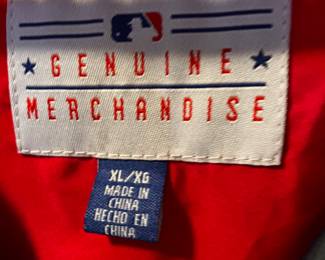 GENUINE
MERCHANDISE
XL/XG
MADE IN
CHINA
HECHO EN
CHINA